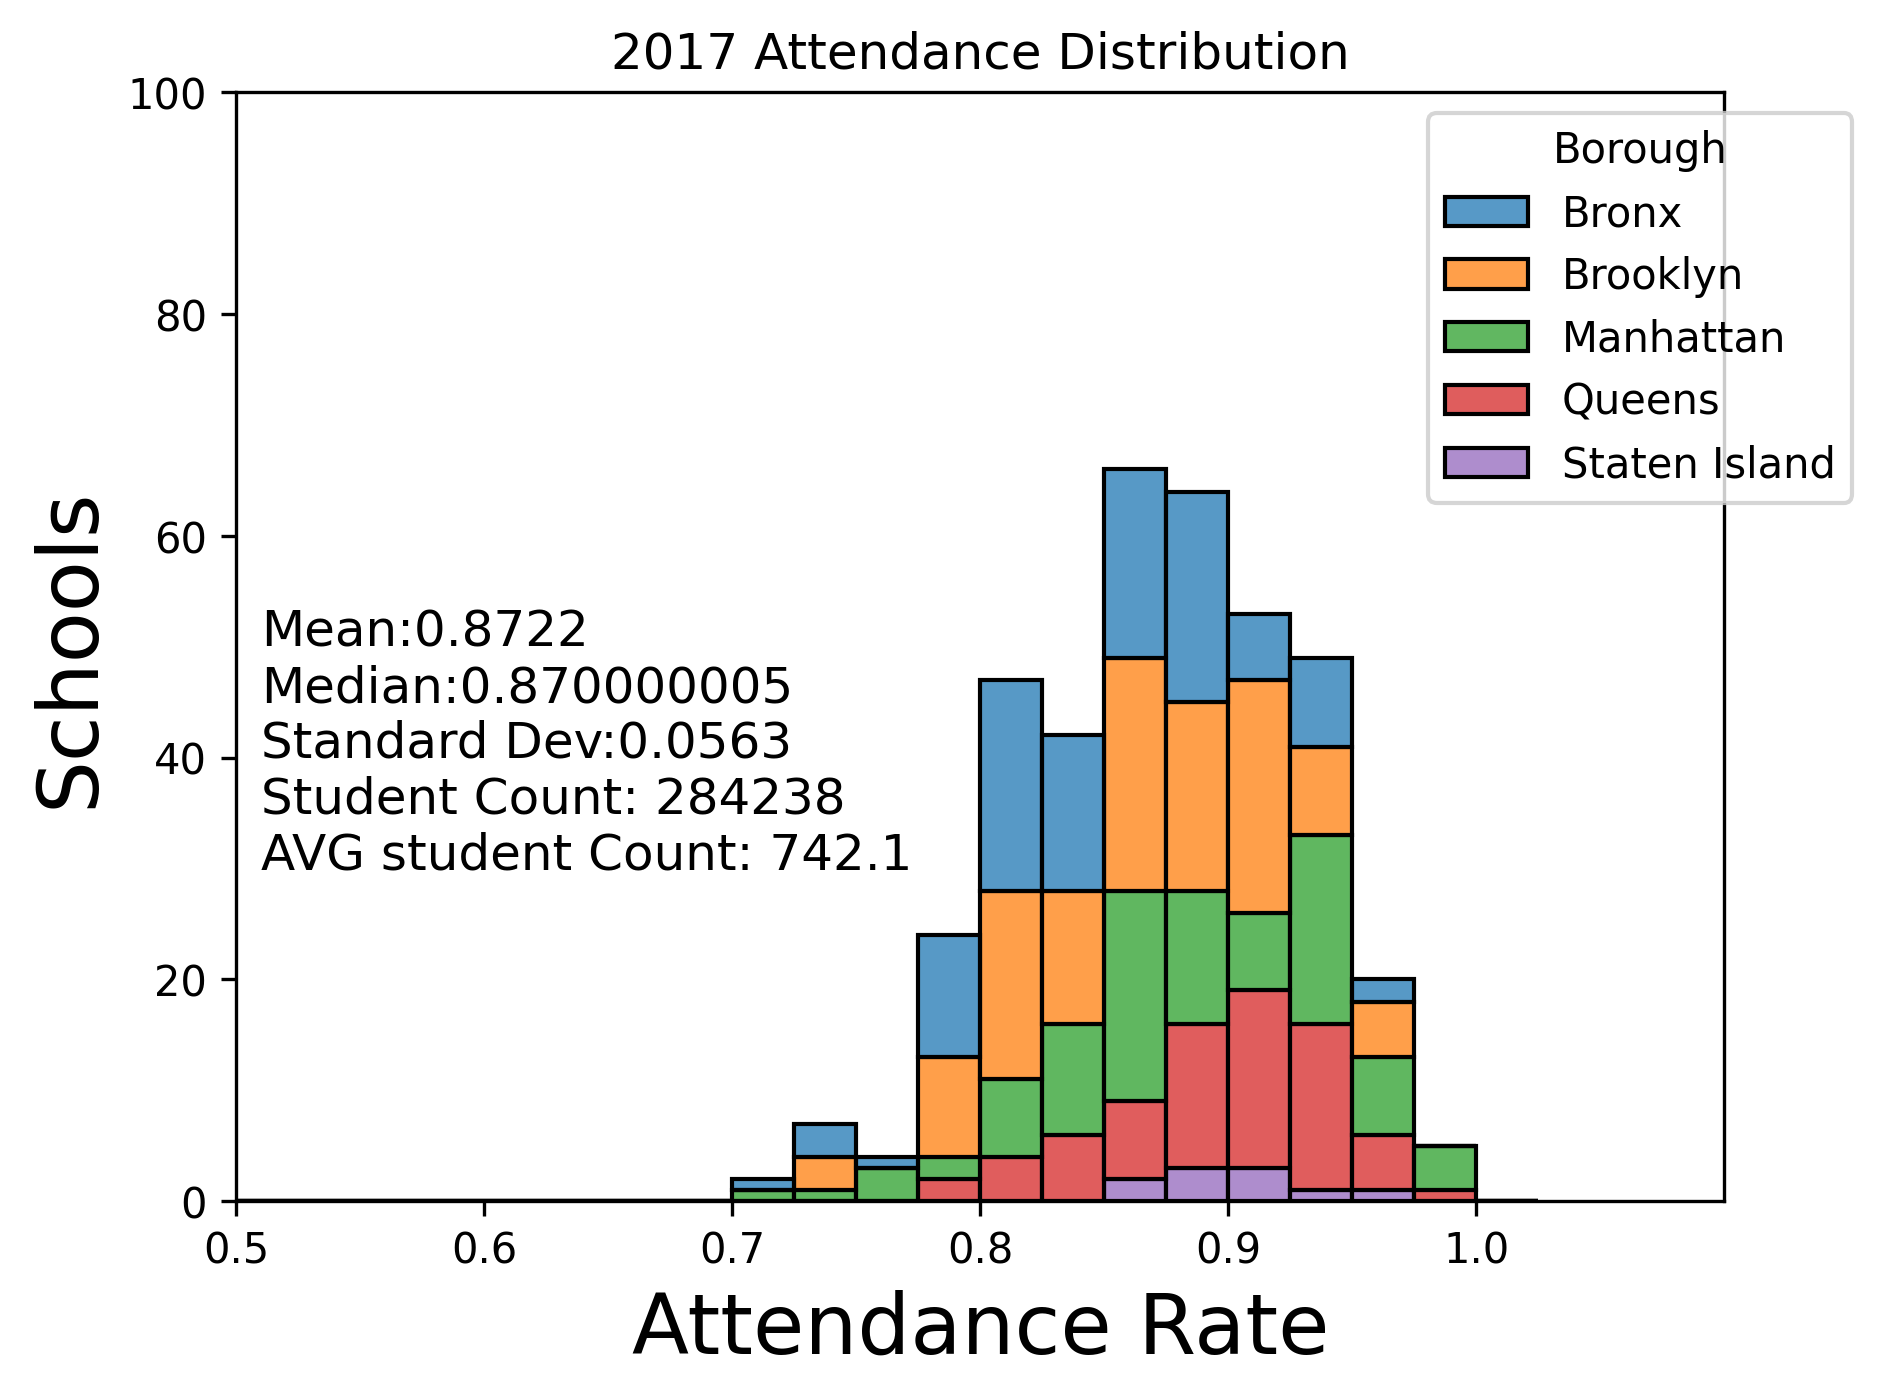 2017 Attendance Distribution
100
80
60
40
20
0
Schools
Mean:0.8722
Median:0.870000005
Standard Dev:0.0563
Student Count: 284238
AVG student Count: 742.1
Borough
Bronx
Brooklyn
Manhattan
Queens
Staten Island
0.5 0.6 0.7 0.8 0.9 1.0
Attendance Rate